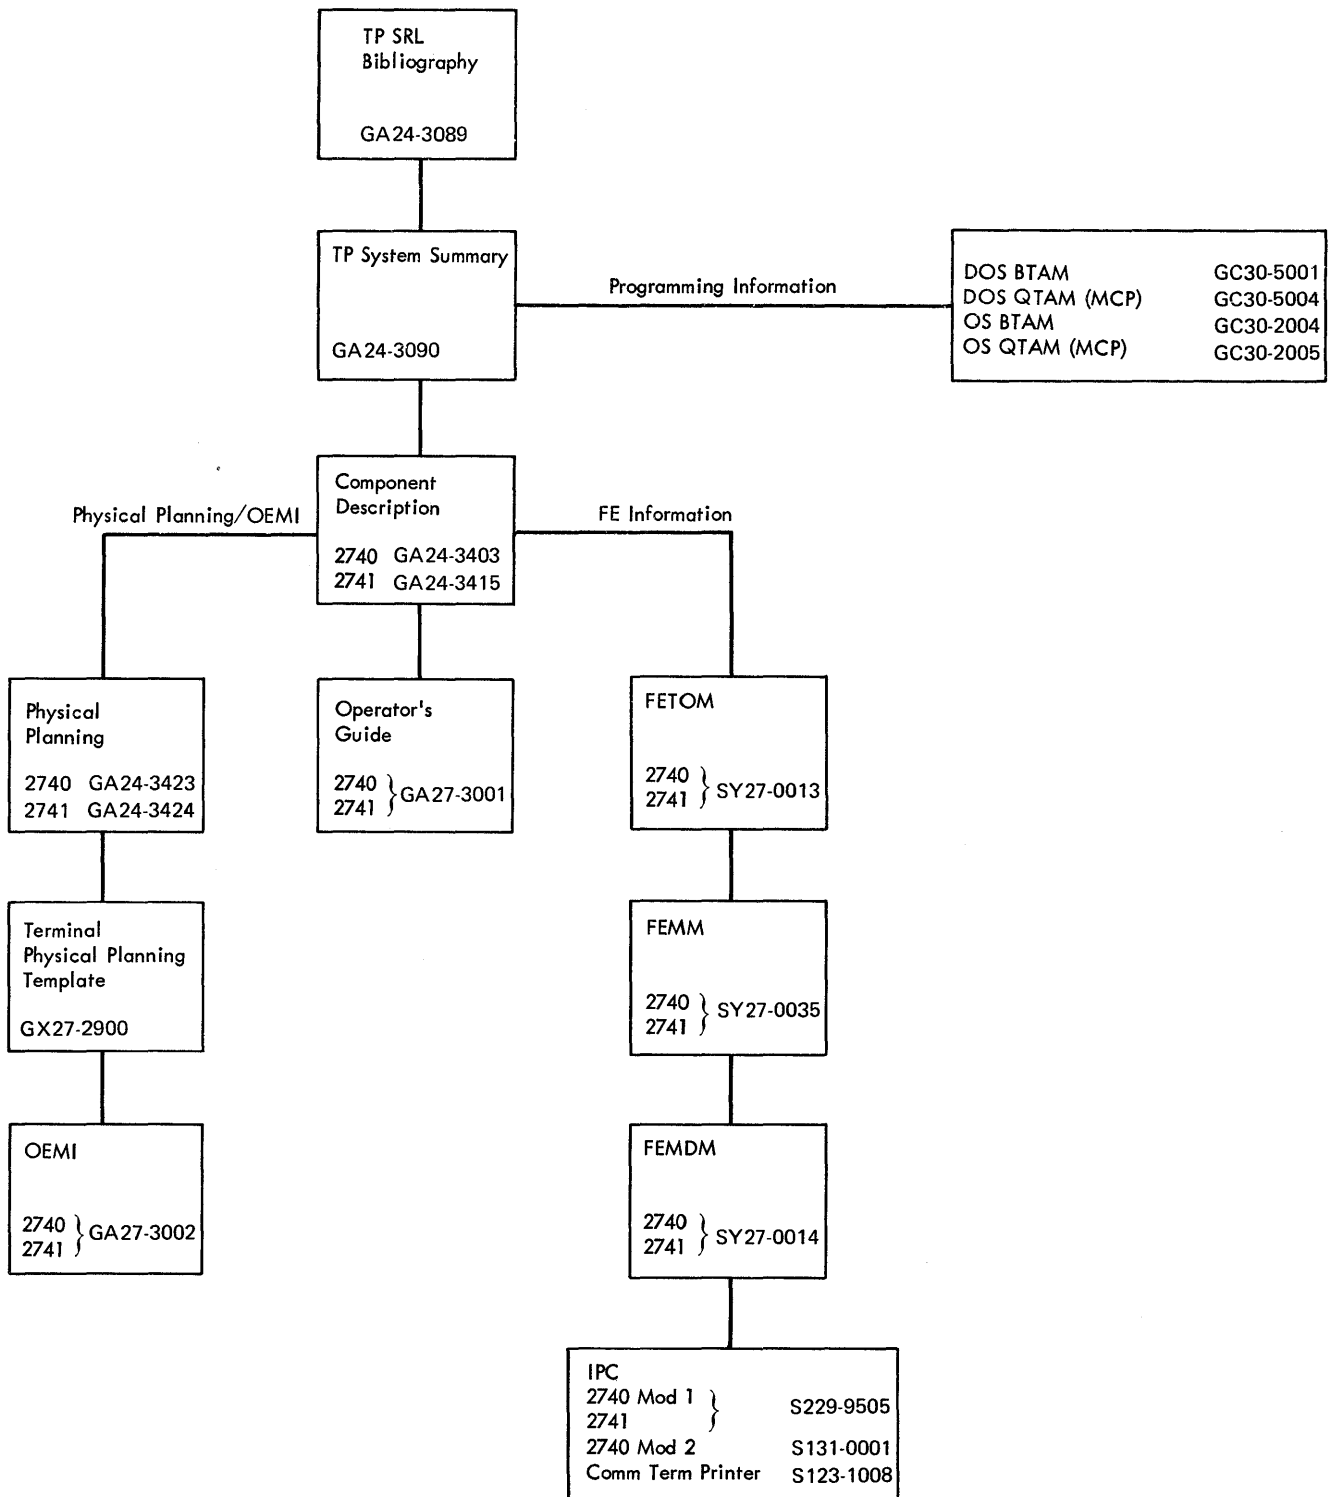 TP SRL
Bibliography
GA24-3089
TP System Summary
GA24-3090
Programming Information
DOS BTAM GC30-5001
DOS QTAM (MCP) GC30-5004
OS BTAM GC30-2004
OS QTAM (MCP) GC30-2005
Component
Description
2740 GA24-3403
2741 GA24-3415
Physical Planning/OEMI
FE Information
Physical
Planning
2740 GA24-3423
2741 GA24-3424
Operator's
Guide
2740
2741 } GA27-3001
FETOM
2740
2741 } SY27-0013
Terminal
Physical Planning
Template
GX27-2900
FEMM
2740
2741 } SY27-0035
OEMI
2740
2741 } GA27-3002
FEMDM
2740
2741 } SY27-0014
IPC
2740 Mod 1
2741 } S229-9505
2740 Mod 2 S131-0001
Comm Term Printer S123-1008